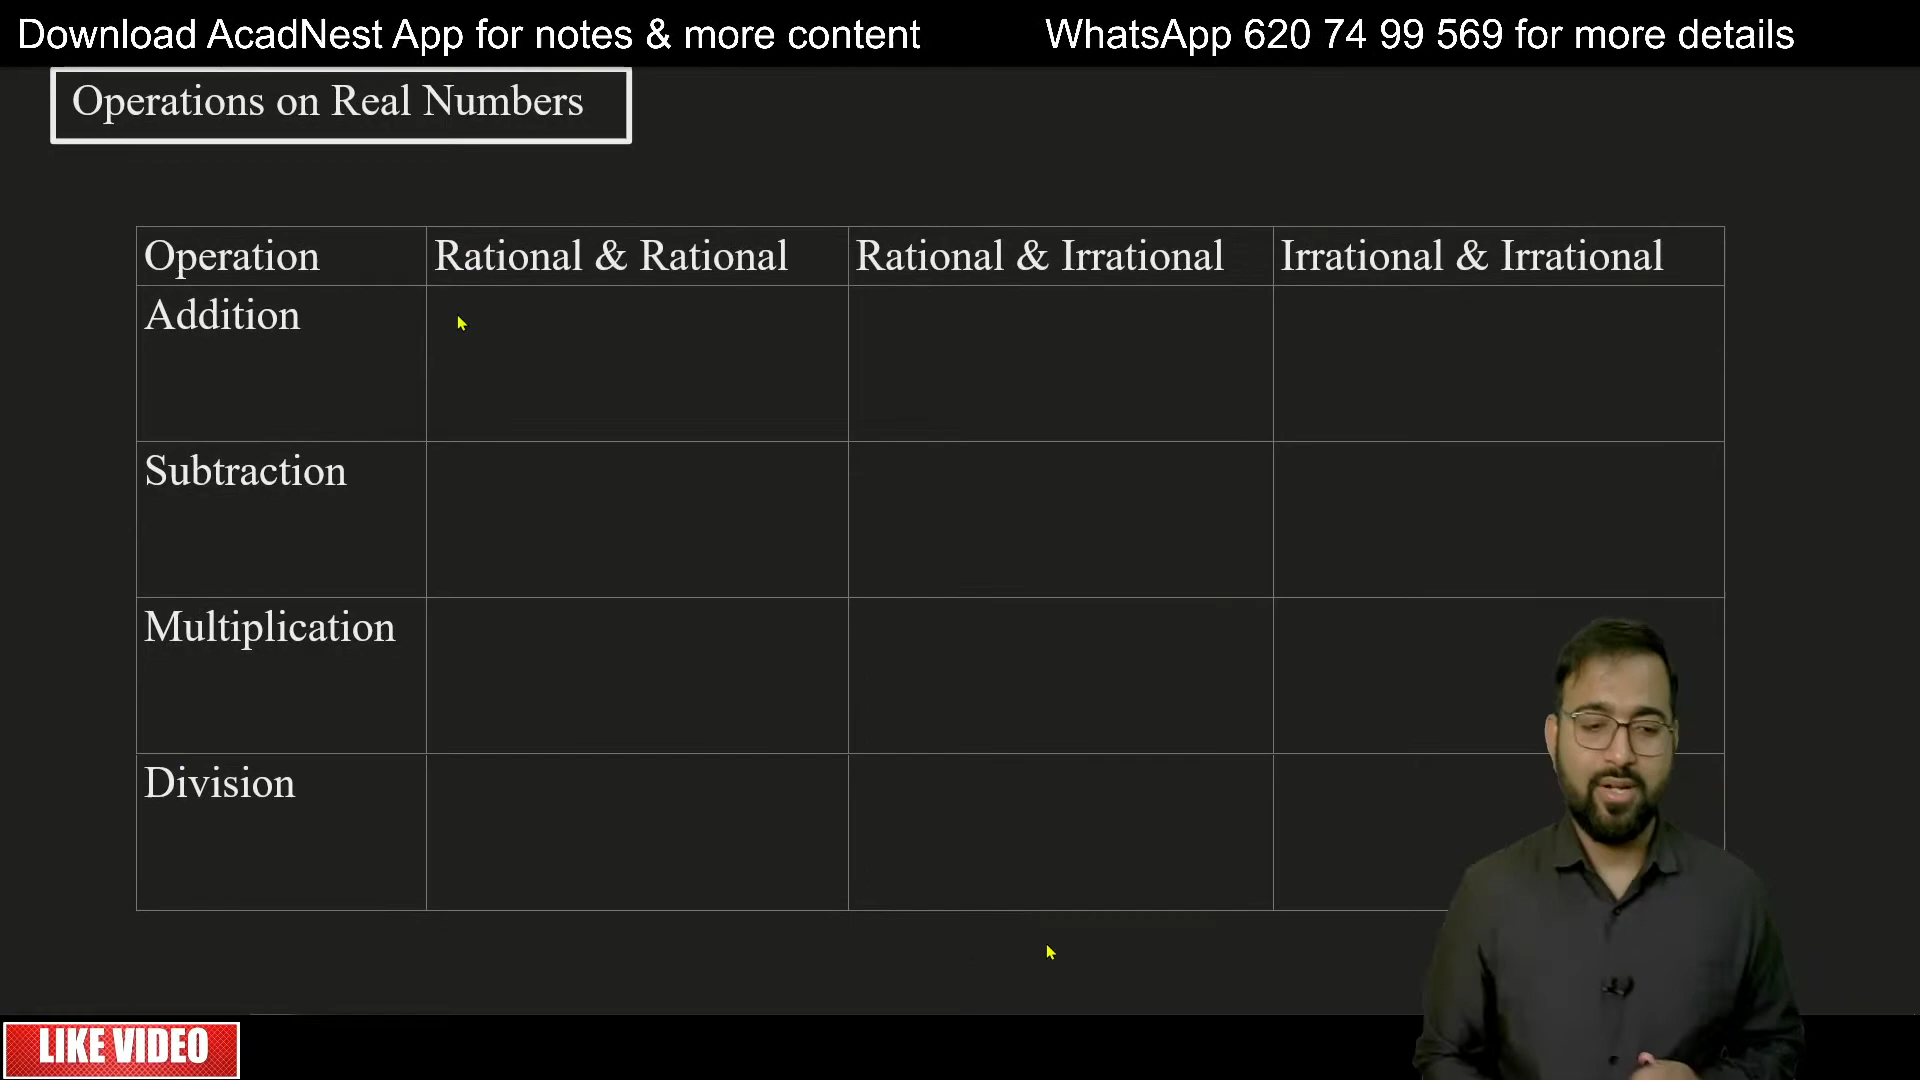 Download AcadNest App for notes & more content WhatsApp 620 74 99 569 for more details
Operations on Real Numbers
Operation Rational & Rational Rational & Irrational Irrational & Irrational
Addition
Subtraction
Multiplication
Division
LIKE VIDEO